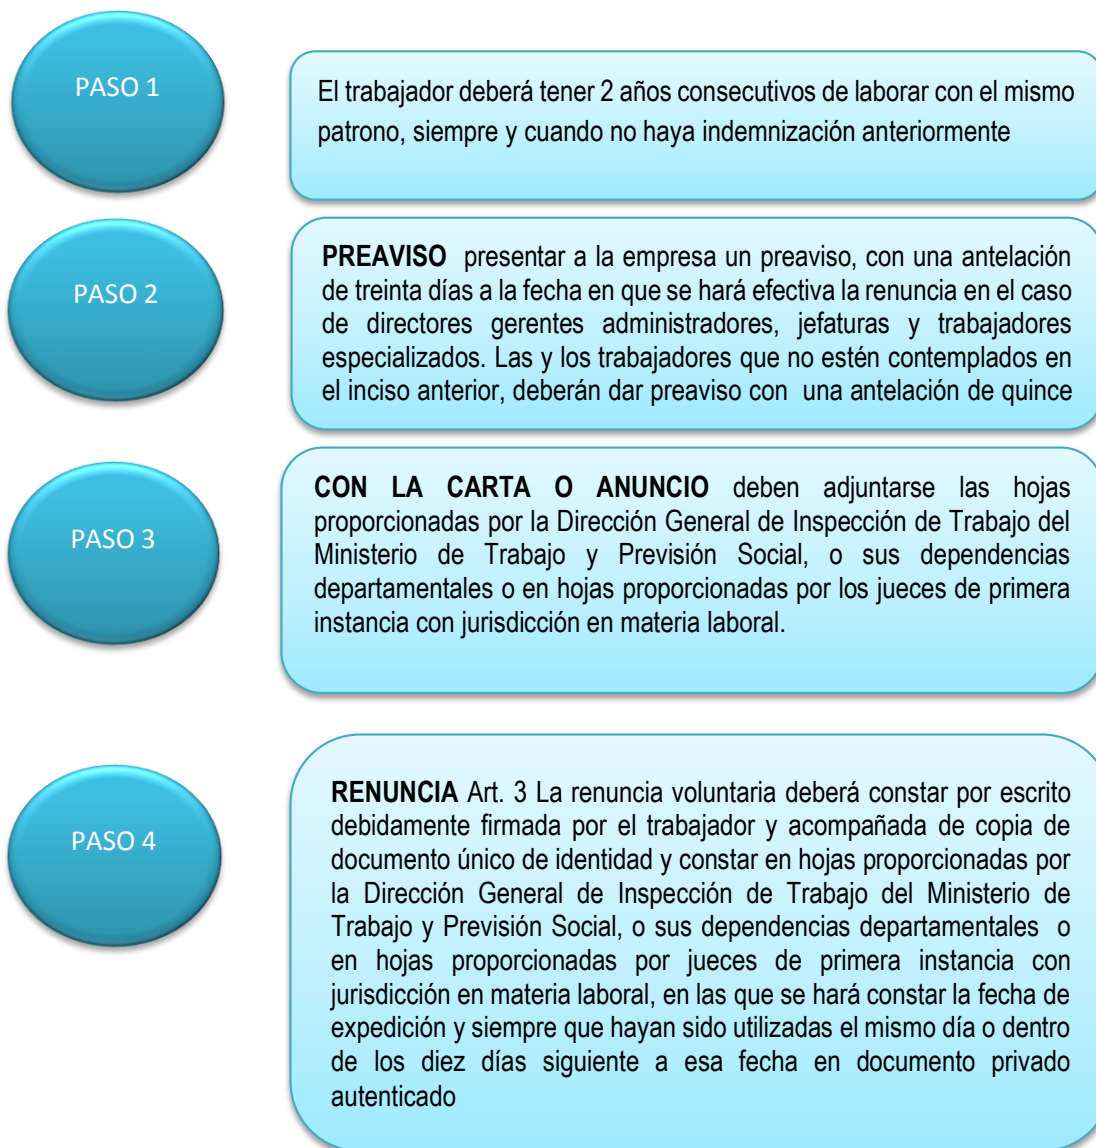 PASO 1
El trabajador deberá tener 2 años consecutivos de laborar con el mismo
patrono, siempre y cuando no haya indemnización anteriormente
PASO 2
PREAVISO presentar a la empresa un preaviso, con una antelación
de treinta días a la fecha en que se hará efectiva la renuncia en el caso
de directores gerentes administradores, jefaturas y trabajadores
especializados. Las y los trabajadores que no estén contemplados en
el inciso anterior, deberán dar preaviso con una antelación de quince
PASO 3
CON LA CARTA O ANUNCIO deben adjuntarse las hojas
proporcionadas por la Dirección General de Inspección de Trabajo del
Ministerio de Trabajo y Previsión Social, o sus dependencias
departamentales o en hojas proporcionadas por los jueces de primera
instancia con jurisdicción en materia laboral.
PASO 4
RENUNCIA Art. 3 La renuncia voluntaria deberá constar por escrito
debidamente firmada por el trabajador y acompañada de copia de
documento único de identidad y constar en hojas proporcionadas por
la Dirección General de Inspección de Trabajo del Ministerio de
Trabajo y Previsión Social, o sus dependencias departamentales o
en hojas proporcionadas por jueces de primera instancia con
jurisdicción en materia laboral, en las que se hará constar la fecha de
expedición y siempre que hayan sido utilizadas el mismo día o dentro
de los diez días siguiente a esa fecha en documento privado
autenticado